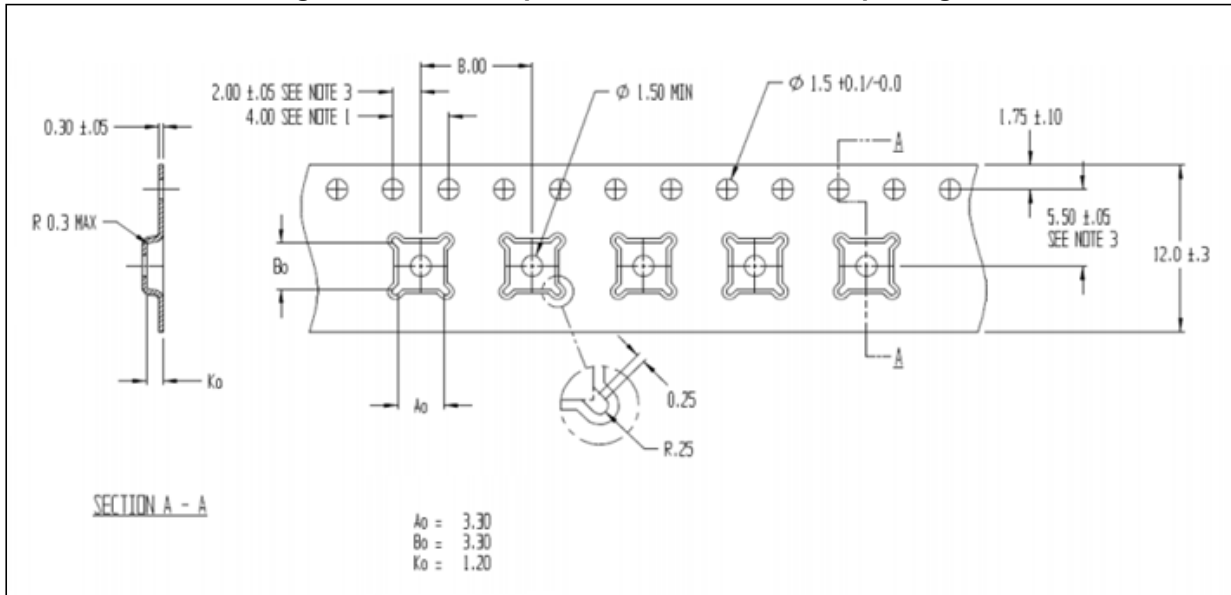 8.00
2.00 ±.05 SEE NOTE 3
4.00 SEE NOTE 1
Ø 1.50 MIN
Ø 1.5 +0.1/-0.0
0.30 ±.05
1.75 ±.10
A
R 0.3 MAX
Bo
5.50 ±.05
SEE NOTE 3
12.0 ±.3
A
Ko
Ao
0.25
R.25
SECTION A - A
Ao = 3.30
Bo = 3.30
Ko = 1.20